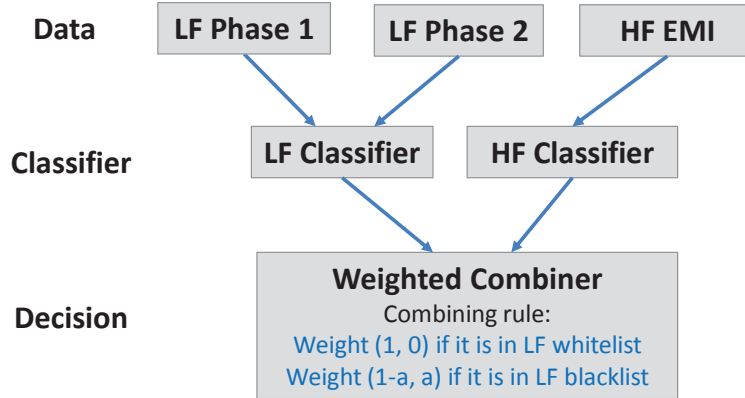 Data
LF Phase 1
LF Phase 2
HF EMI
Classifier
LF Classifier
HF Classifier
Decision
Weighted Combiner
Combining rule:
Weight (1, 0) if it is in LF whitelist
Weight (1-a, a) if it is in LF blacklist